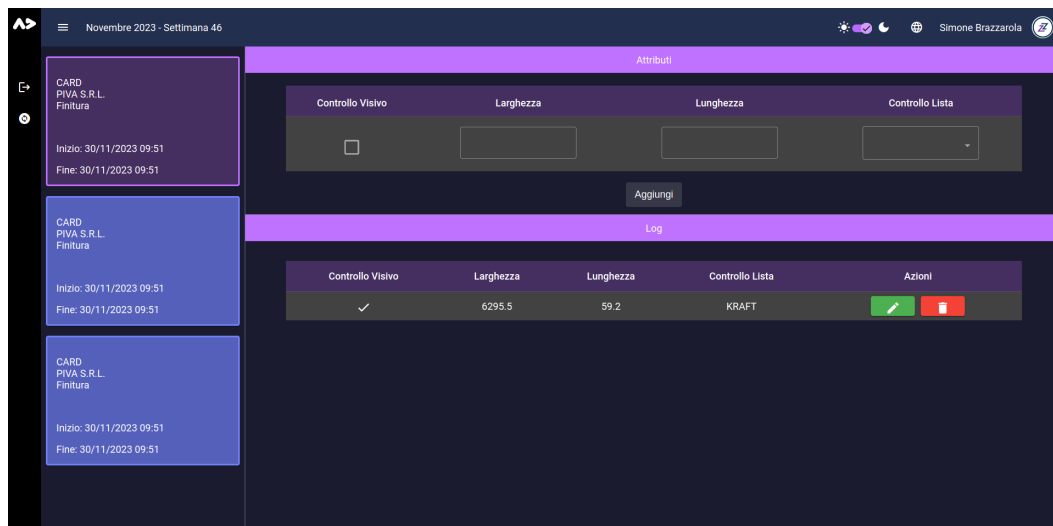 Novembre 2023 - Settimana 46
Simone Brazzarola
CARD
PIVA S.R.L.
Finitura
Inizio: 30/11/2023 09:51
Fine: 30/11/2023 09:51
CARD
PIVA S.R.L.
Finitura
Inizio: 30/11/2023 09:51
Fine: 30/11/2023 09:51
CARD
PIVA S.R.L.
Finitura
Inizio: 30/11/2023 09:51
Fine: 30/11/2023 09:51
Attributi
Controllo Visivo Larghezza Lunghezza Controllo Lista
Aggiungi
Log
Controllo Visivo Larghezza Lunghezza Controllo Lista Azioni
6295.5 59.2 KRAFT